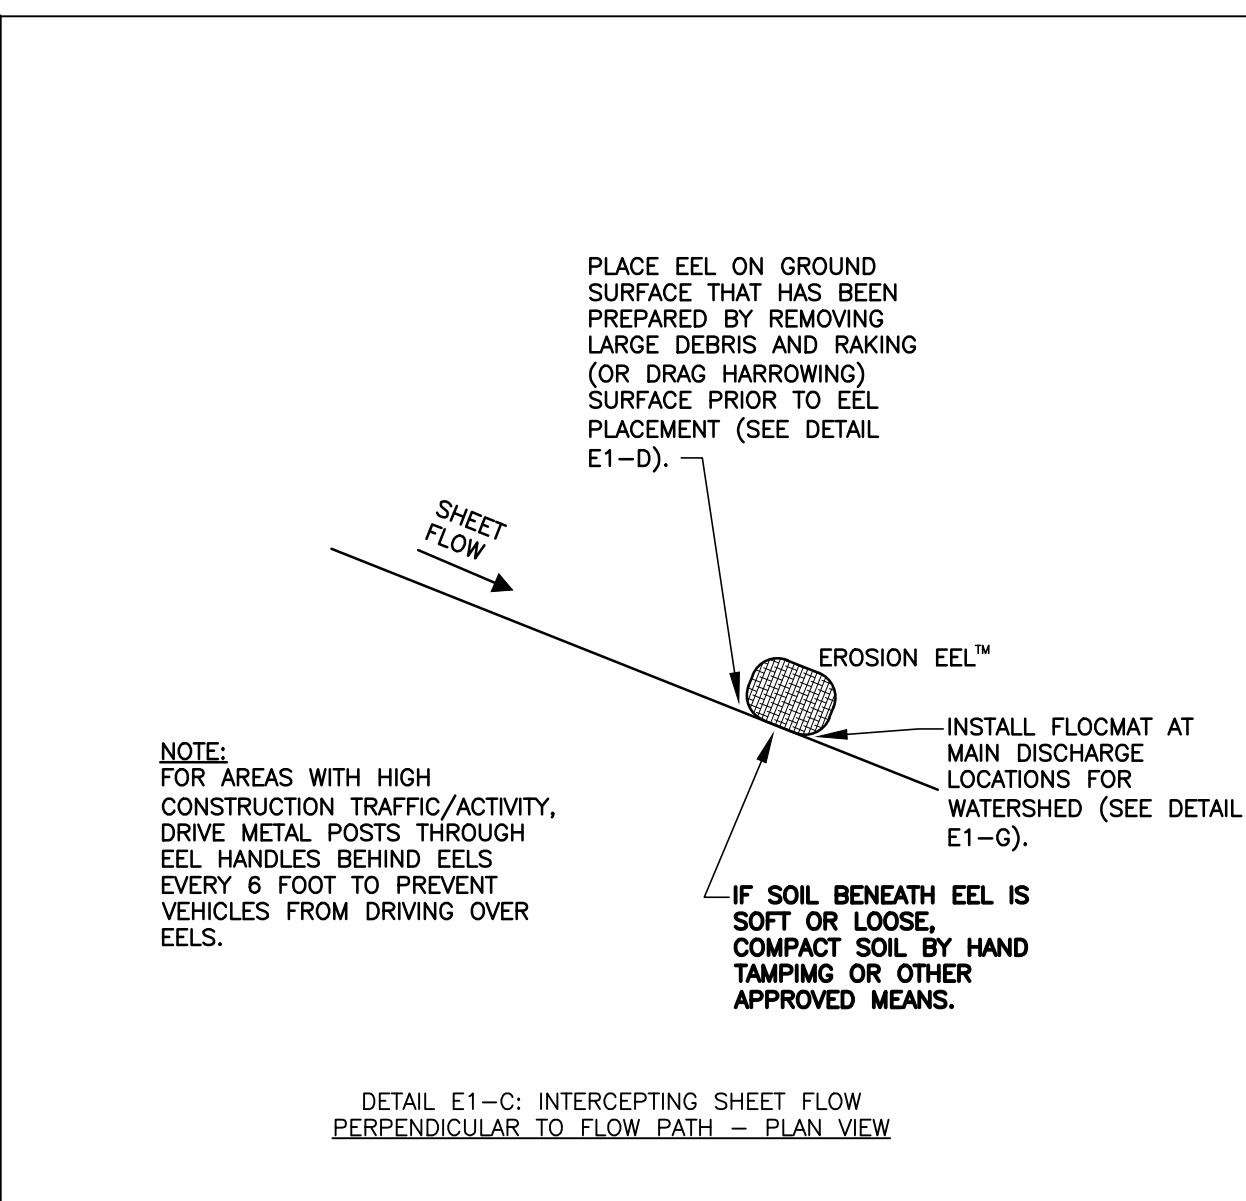 PLACE EEL ON GROUND
SURFACE THAT HAS BEEN
PREPARED BY REMOVING
LARGE DEBRIS AND RAKING
(OR DRAG HARROWING)
SURFACE PRIOR TO EEL
PLACEMENT (SEE DETAIL
E1-D).
SHEET
FLOW
EROSION EEL™
INSTALL FLOCMAT AT
MAIN DISCHARGE
LOCATIONS FOR
WATERSHED (SEE DETAIL
E1-G).
NOTE:
FOR AREAS WITH HIGH
CONSTRUCTION TRAFFIC/ACTIVITY,
DRIVE METAL POSTS THROUGH
EEL HANDLES BEHIND EELS
EVERY 6 FOOT TO PREVENT
VEHICLES FROM DRIVING OVER
EELS.
IF SOIL BENEATH EEL IS
SOFT OR LOOSE,
COMPACT SOIL BY HAND
TAMPIMG OR OTHER
APPROVED MEANS.
DETAIL E1-C: INTERCEPTING SHEET FLOW
PERPENDICULAR TO FLOW PATH - PLAN VIEW